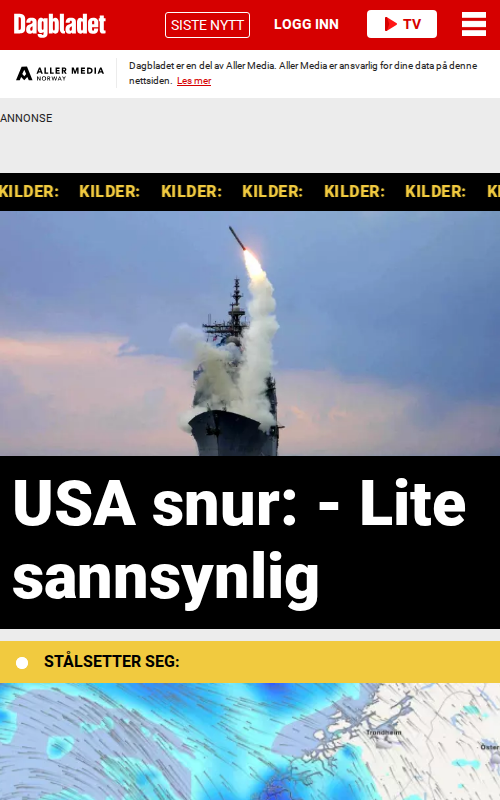 Dagbladet
SISTE NYTT
LOGG INN
TV
ALLER MEDIA
NORWAY
Dagbladet er en del av Aller Media. Aller Media er ansvarlig for dine data på denne
nettsiden. Les mer
ANNONSE
KILDER: KILDER: KILDER: KILDER: KILDER: KILDER: K
USA snur: - Lite
sannsynlig
STÅLSETTER SEG:
Trondheim
Öster